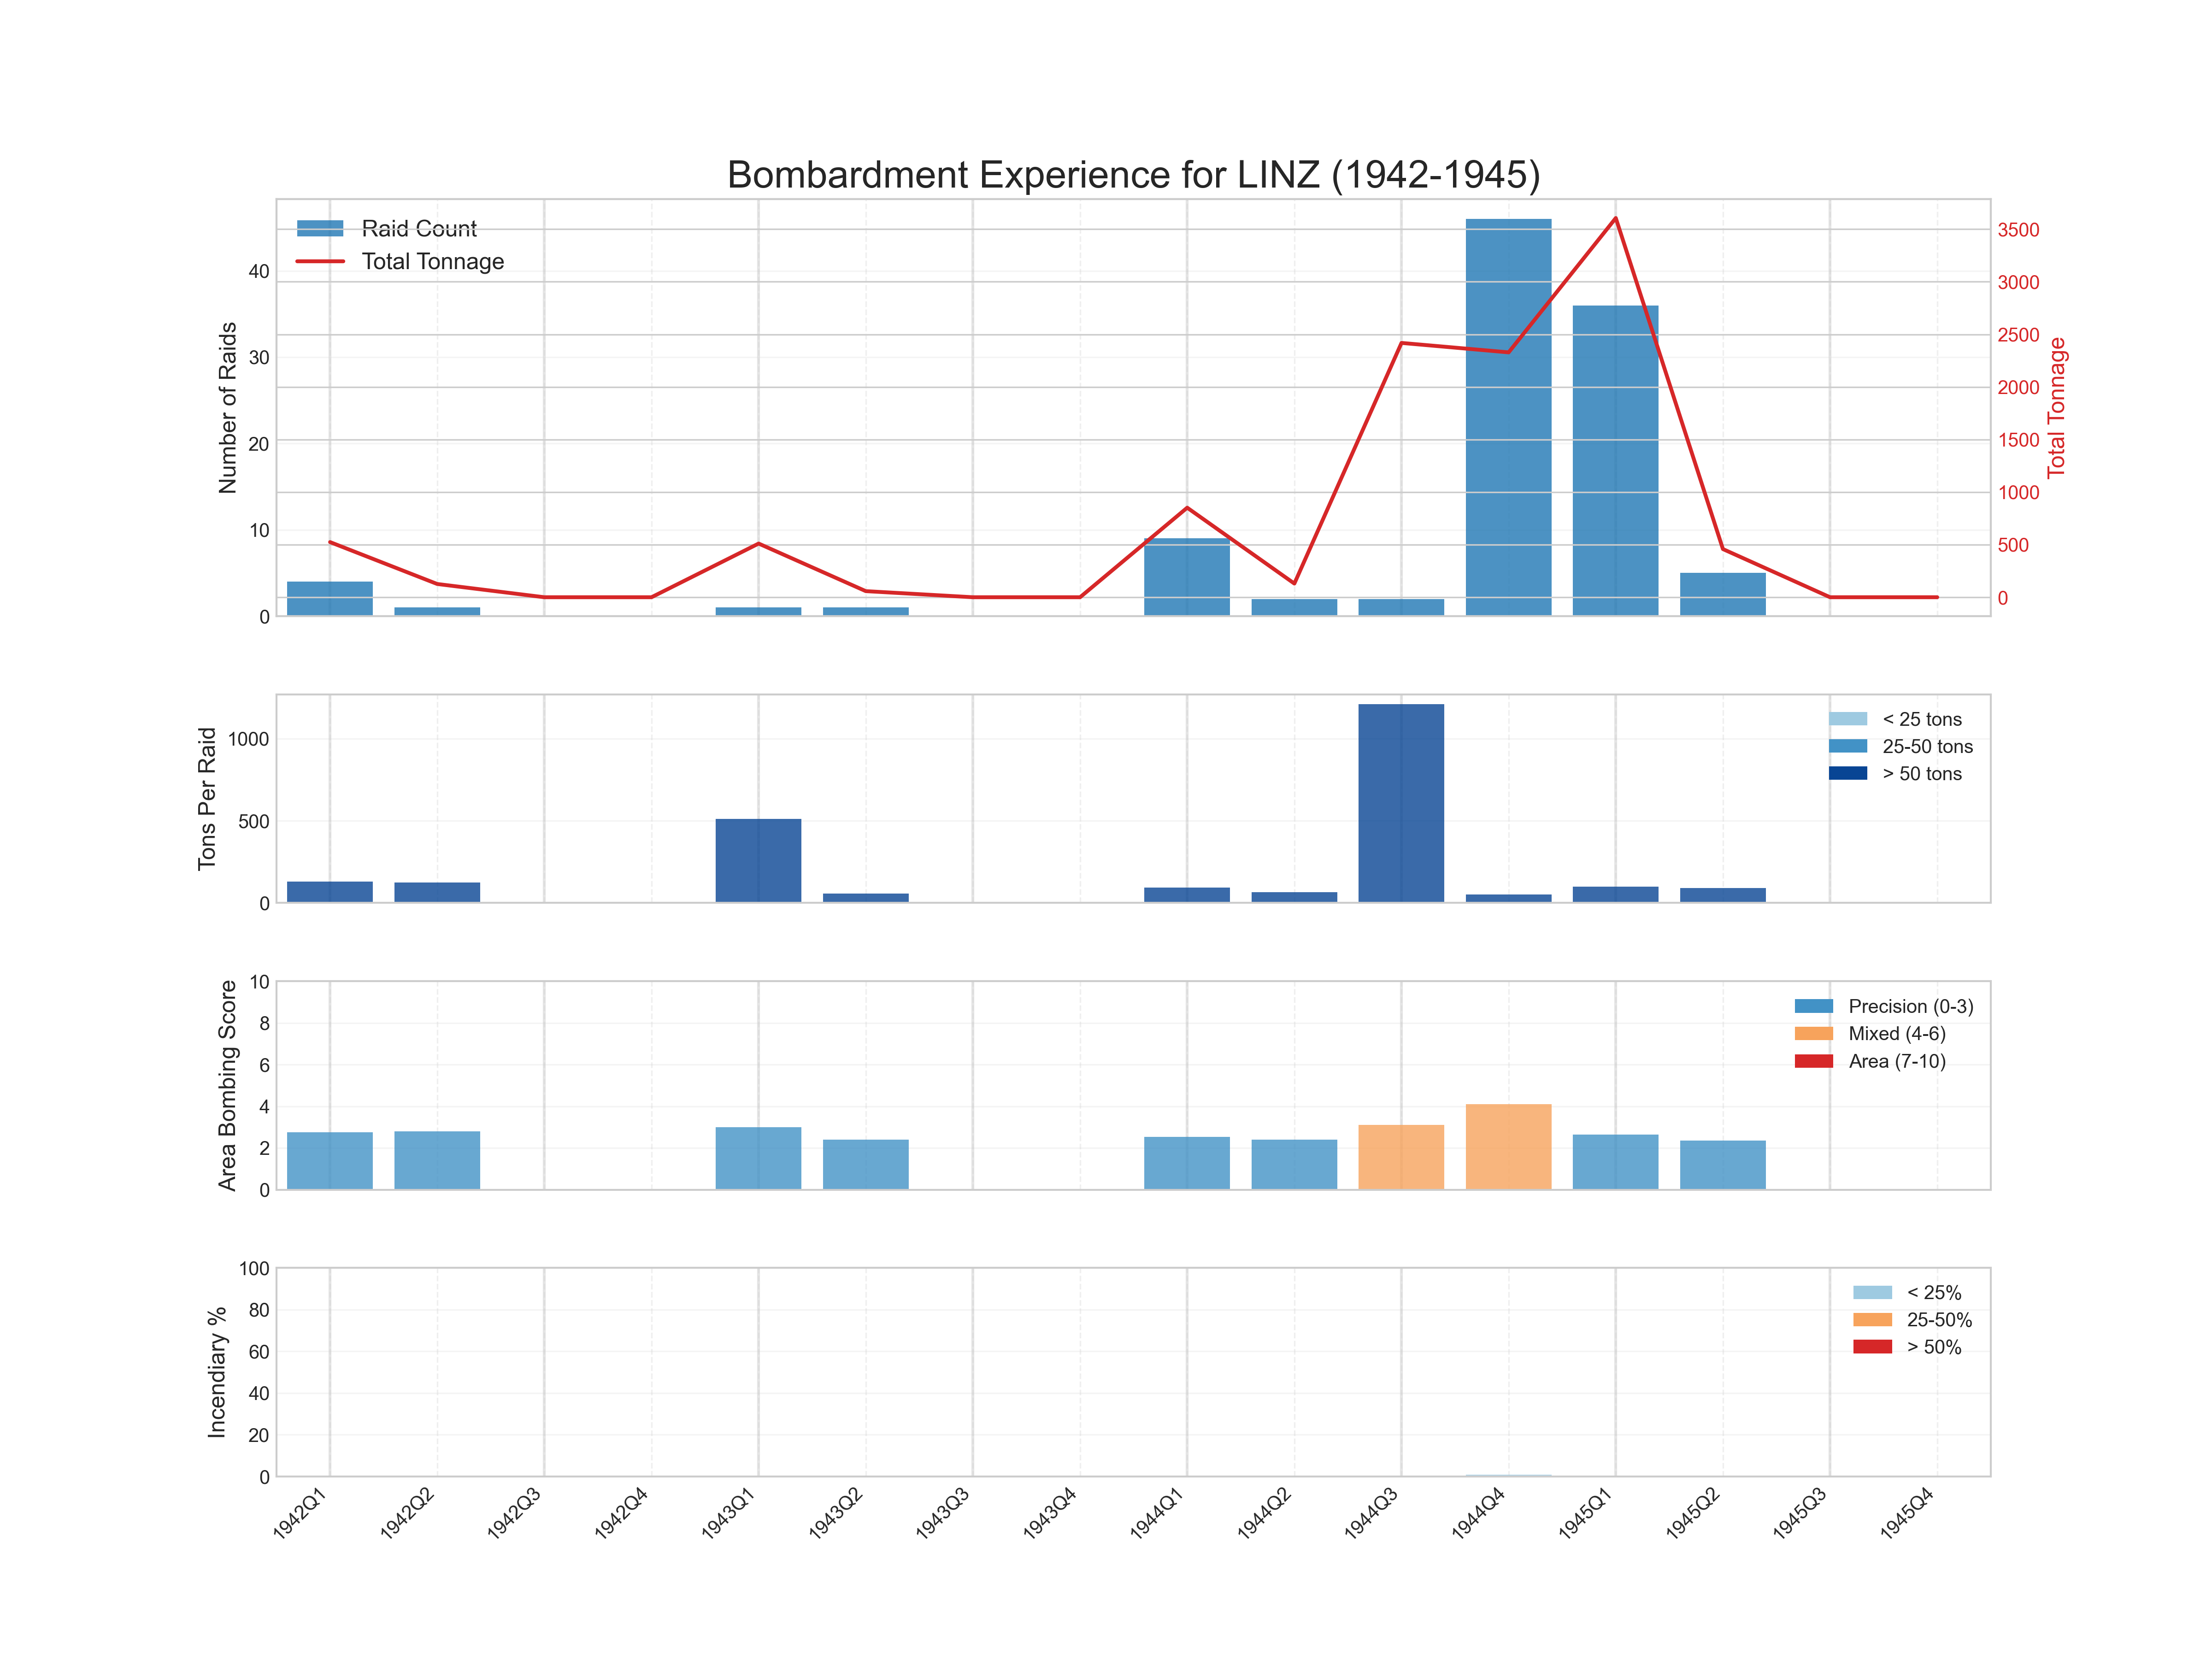 Bombardment Experience for LINZ (1942-1945)
Raid Count
Total Tonnage
Number of Raids
40
30
20
10
0
Total Tonnage
3500
3000
2500
2000
1500
1000
500
0
Tons Per Raid
1000
500
0
< 25 tons
25-50 tons
> 50 tons
Area Bombing Score
10
8
6
4
2
0
Precision (0-3)
Mixed (4-6)
Area (7-10)
Incendiary %
100
80
60
40
20
0
< 25%
25-50%
> 50%
1942Q1
1942Q2
1942Q3
1942Q4
1943Q1
1943Q2
1943Q3
1943Q4
1944Q1
1944Q2
1944Q3
1944Q4
1945Q1
1945Q2
1945Q3
1945Q4